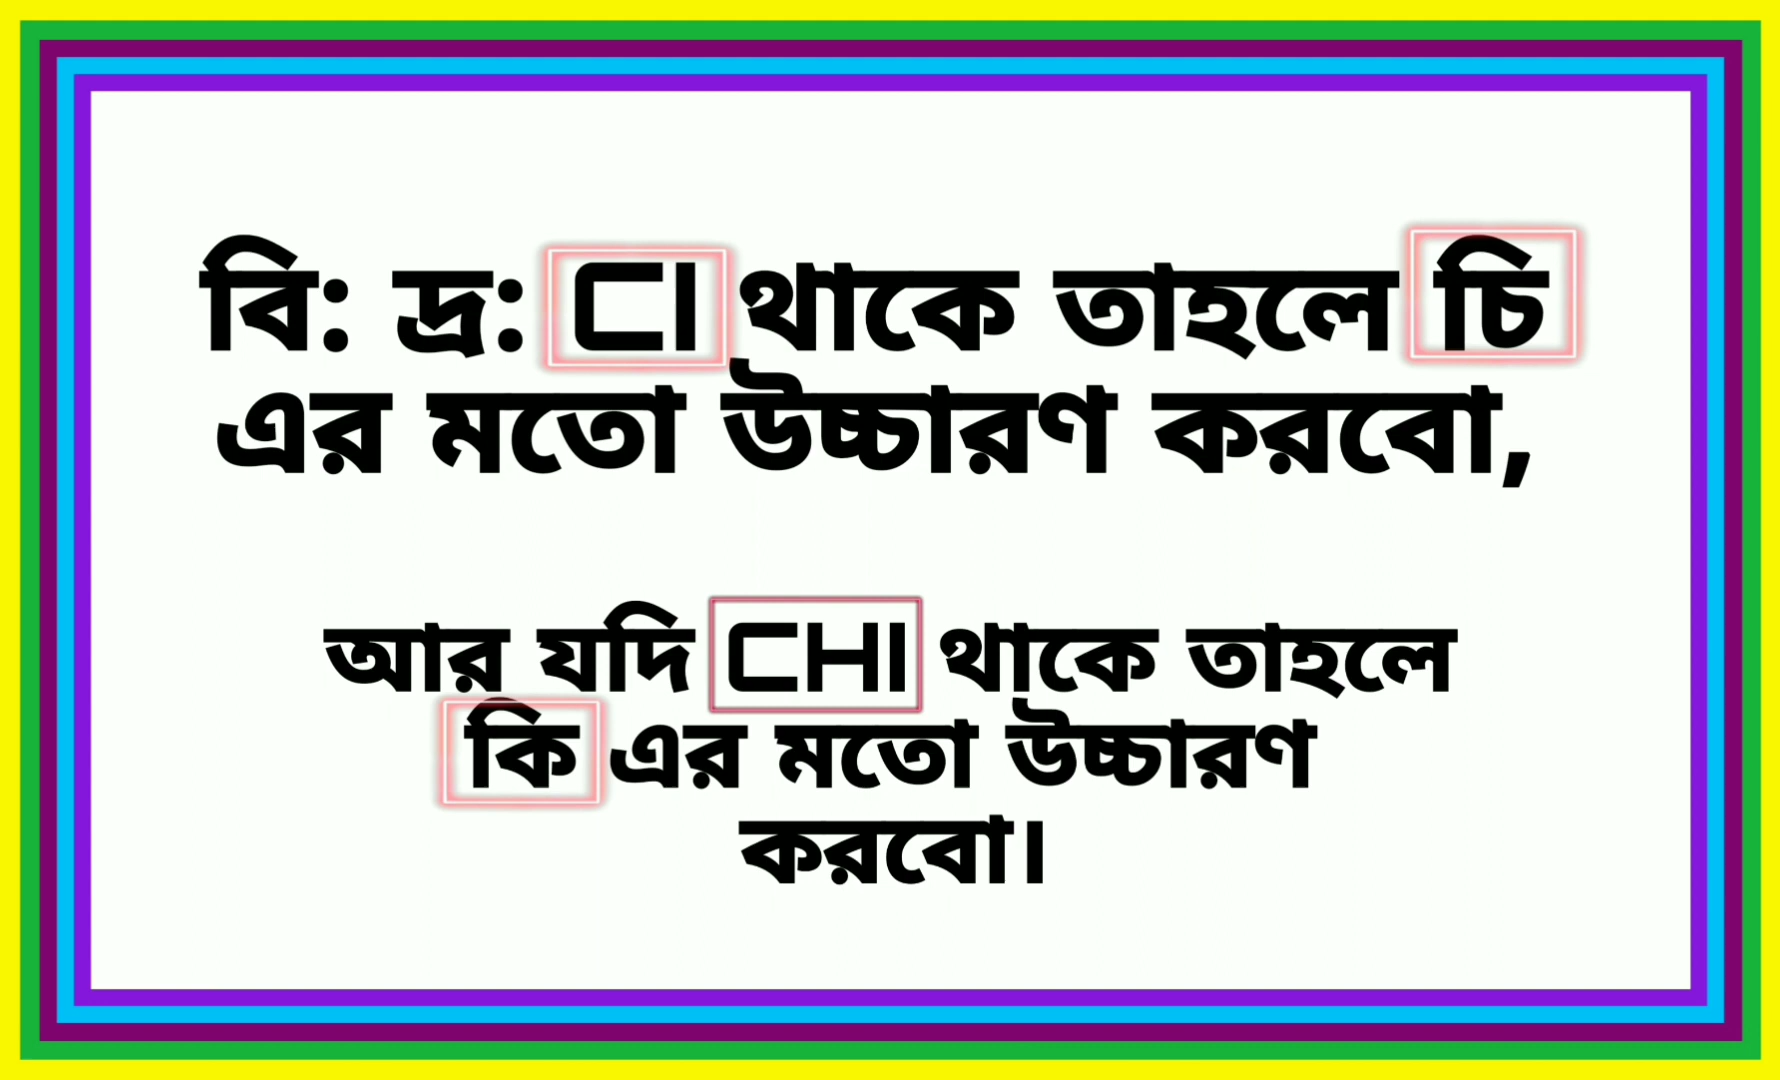 বি: দ্র: CI থাকে তাহলে চি
এর মতো উচ্চারণ করবো,
আর যদি CHI থাকে তাহলে
কি এর মতো উচ্চারণ
করবো।